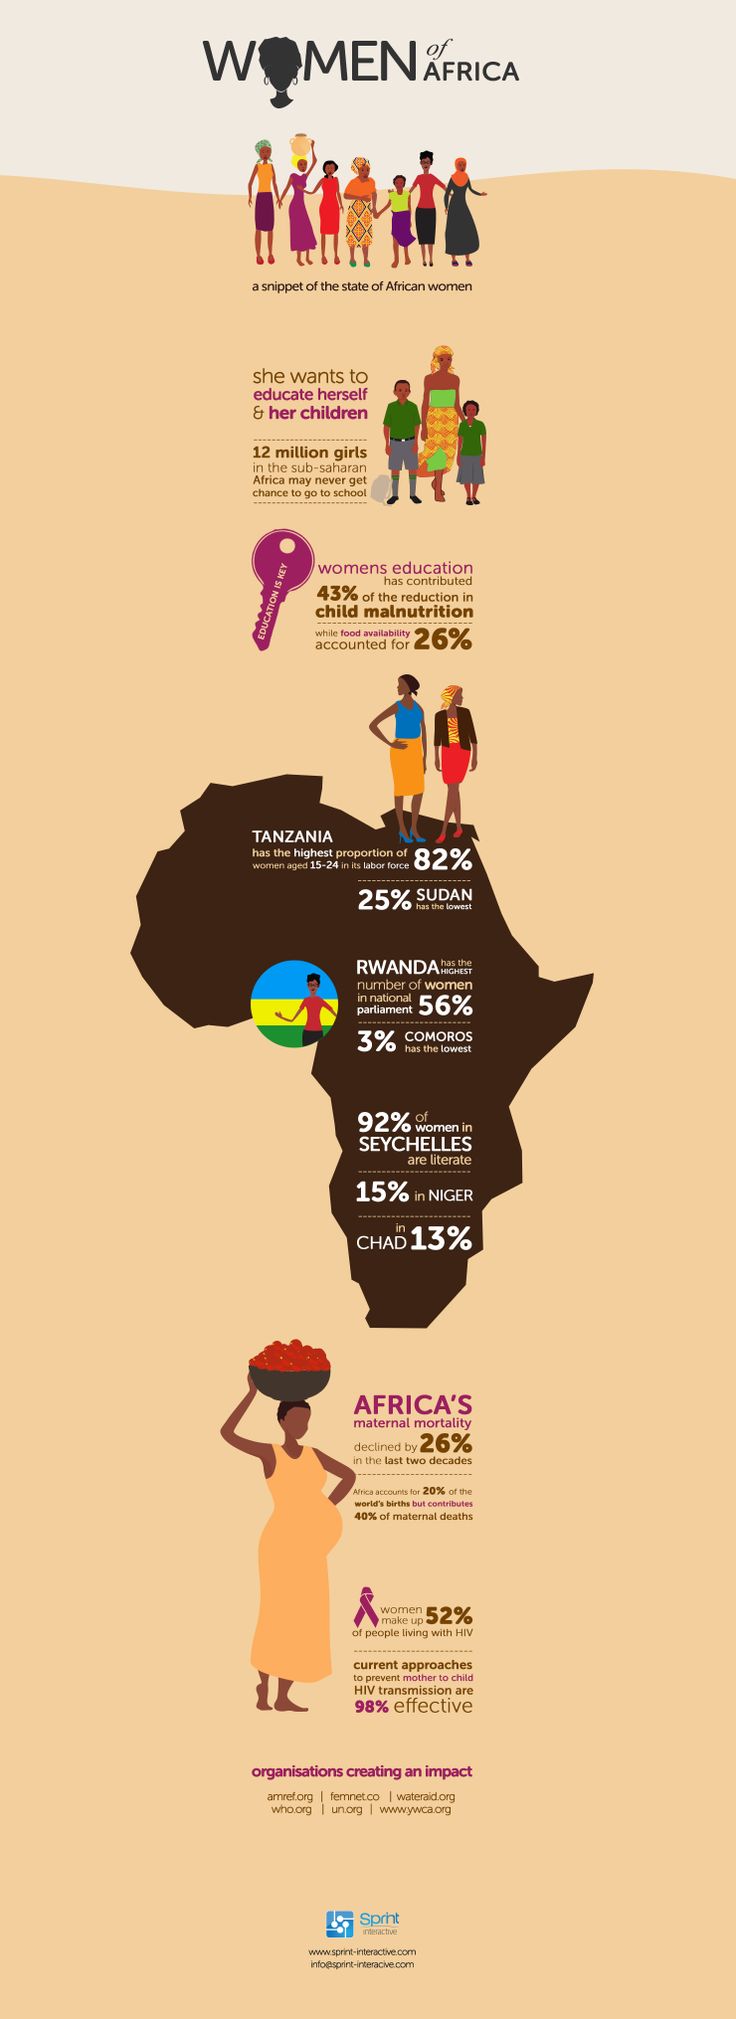 WOMEN of AFRICA
a snippet of the state of African women
she wants to
educate herself
& her children
12 million girls
in the sub-saharan
Africa may never get
chance to go to school
EDUCATION IS KEY
womens education
has contributed
43% of the reduction in
child malnutrition
while food availability
accounted for 26%
TANZANIA
has the highest proportion of
women aged 15-24 in its labor force 82%
25% SUDAN
has the lowest
RWANDA has the HIGHEST
number of women
in national
parliament 56%
3% COMOROS
has the lowest
92% of
women in
SEYCHELLES
are literate
15% in NIGER
in
CHAD 13%
AFRICA'S
maternal mortality
declined by 26%
in the last two decades
Africa accounts for 20% of the
world's births but contributes
40% of maternal deaths
women
make up 52%
of people living with HIV
current approaches
to prevent mother to child
HIV transmission are
98% effective
organisations creating an impact
amref.org | femnet.co | wateraid.org
who.org | un.org | www.ywca.org
Sprint
interactive
www.sprint-interactive.com
info@sprint-interacive.com